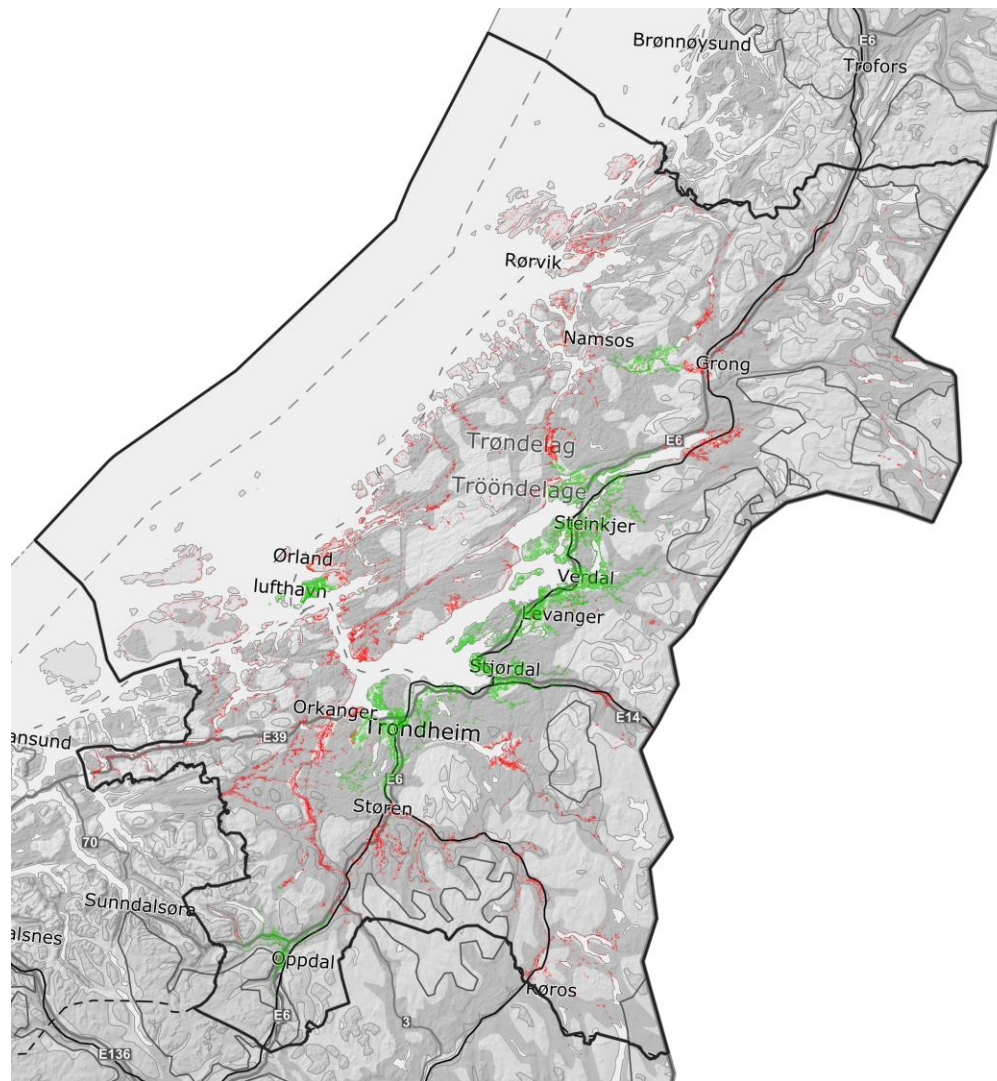 Brønnøysund
E6
Trofors
Rørvik
Namsos
Grong
Trøndelag
E6
Trööndelage
Steinkjer
Ørland
lufthavn
Verdal
Levanger
Stjørdal
Orkanger
E14
Trondheim
ansund
E39
E6
Støren
70
Sunndalsøra
alsnes
Oppdal
Røros
E6
3
E136